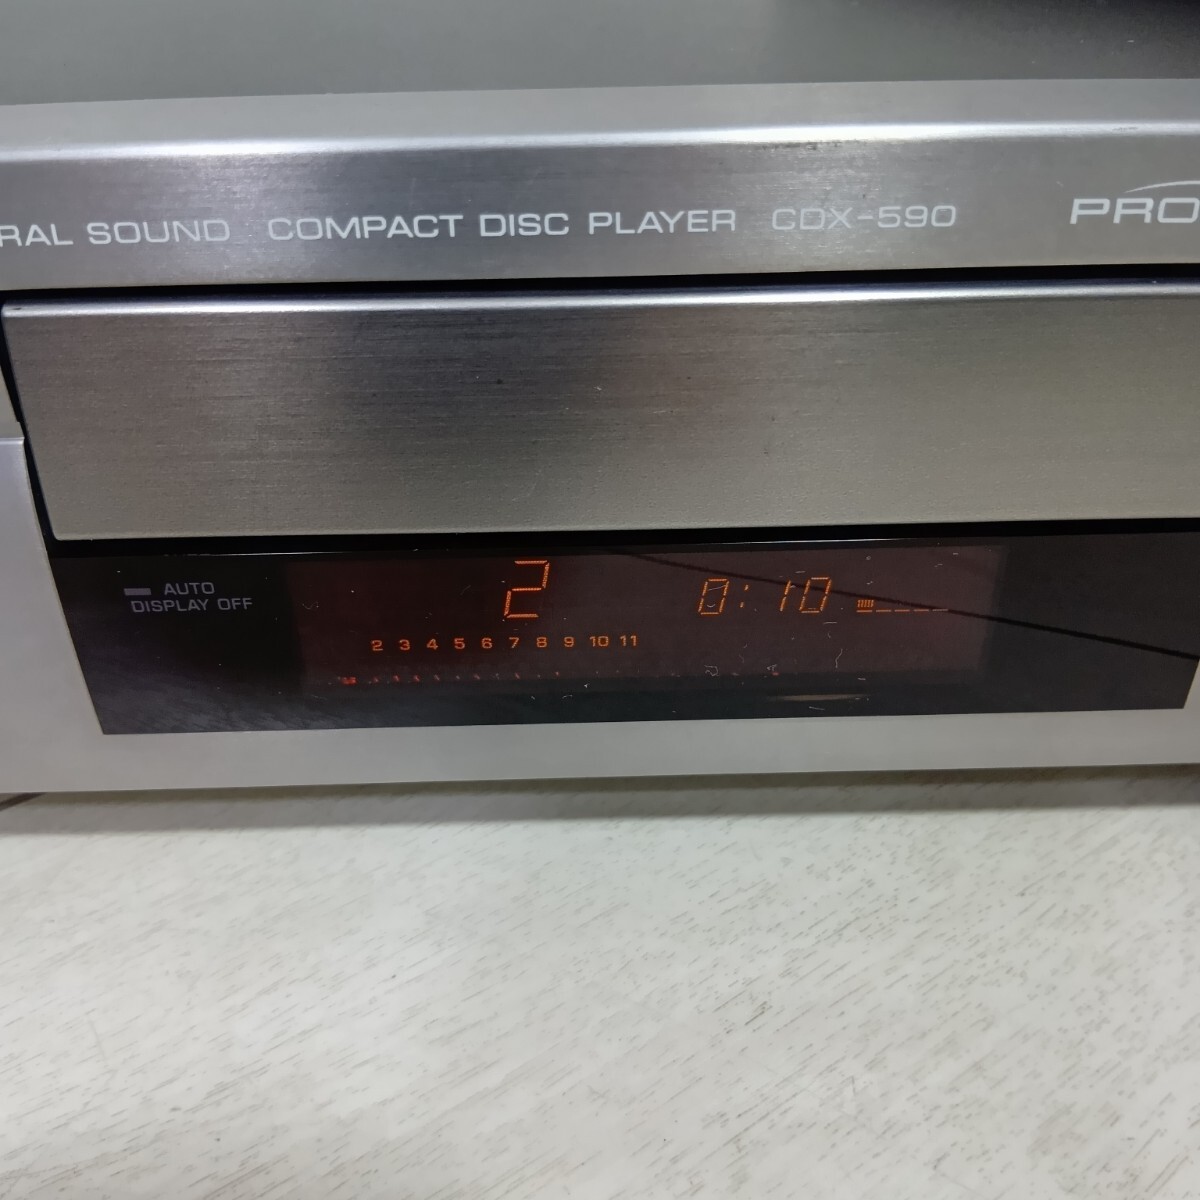 RAL SOUND COMPACT DISC PLAYER CDX-590 PRO
AUTO
DISPLAY OFF
2 0:10
2 3 4 5 6 7 8 9 10 11